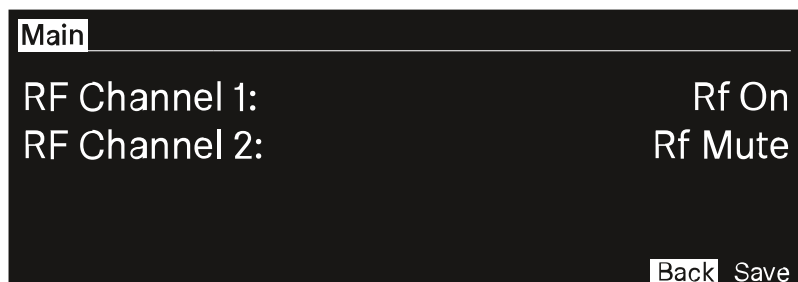 Main
RF Channel 1: Rf On
RF Channel 2: Rf Mute
Back Save